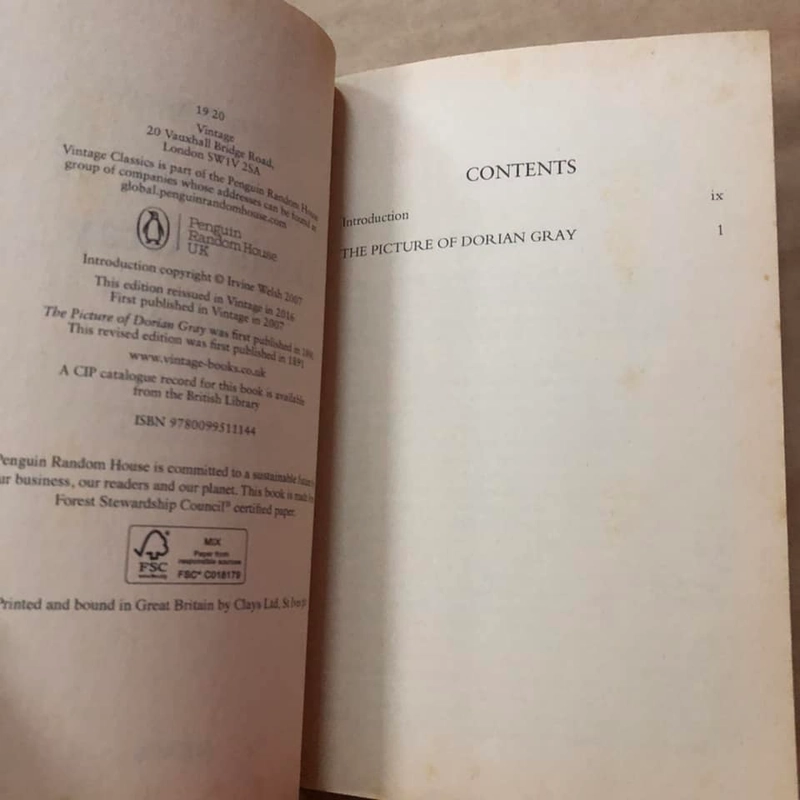 19 20
Vintage
20 Vauxhall Bridge Road,
London SW1V 2SA
Vintage Classics is part of the Penguin Random House
group of companies whose addresses can be found at
global.penguinrandomhouse.com
Penguin
Random House
UK
Introduction copyright © Irvine Welsh 2007
This edition reissued in Vintage in 2016
First published in Vintage in 2007
The Picture of Dorian Gray was first published in
This revised edition was first published in 1891
www.vintage-books.co.uk
A CIP catalogue record for this book is available
from the British Library
ISBN 9780099511144
Penguin Random House is committed to a sustainable
our business, our readers and our planet. This book is made
Forest Stewardship Council® certified paper.
FSC
MIX
Paper from
responsible sources
FSC® C018179
Printed and bound in Great Britain by Clays Ltd, St
CONTENTS
Introduction ix
THE PICTURE OF DORIAN GRAY 1